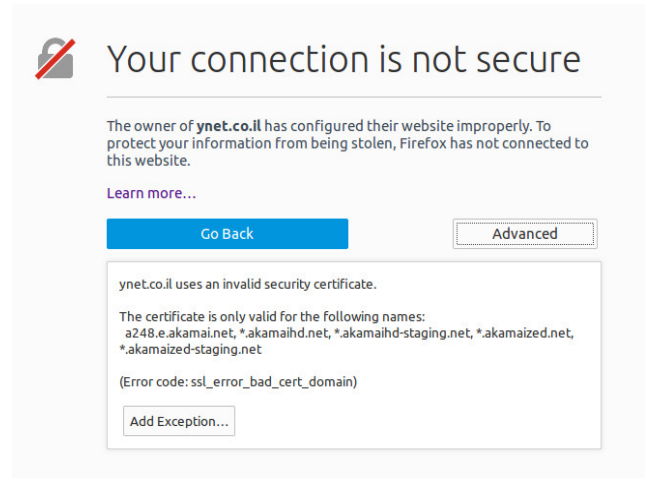 Your connection is not secure
The owner of ynet.co.il has configured their website improperly. To
protect your information from being stolen, Firefox has not connected to
this website.
Learn more...
Go Back
Advanced
ynet.co.il uses an invalid security certificate.
The certificate is only valid for the following names:
a248.e.akamai.net, *.akamaihd.net, *.akamaihd-staging.net, *.akamaized.net,
*.akamaized-staging.net
(Error code: ssl_error_bad_cert_domain)
Add Exception...